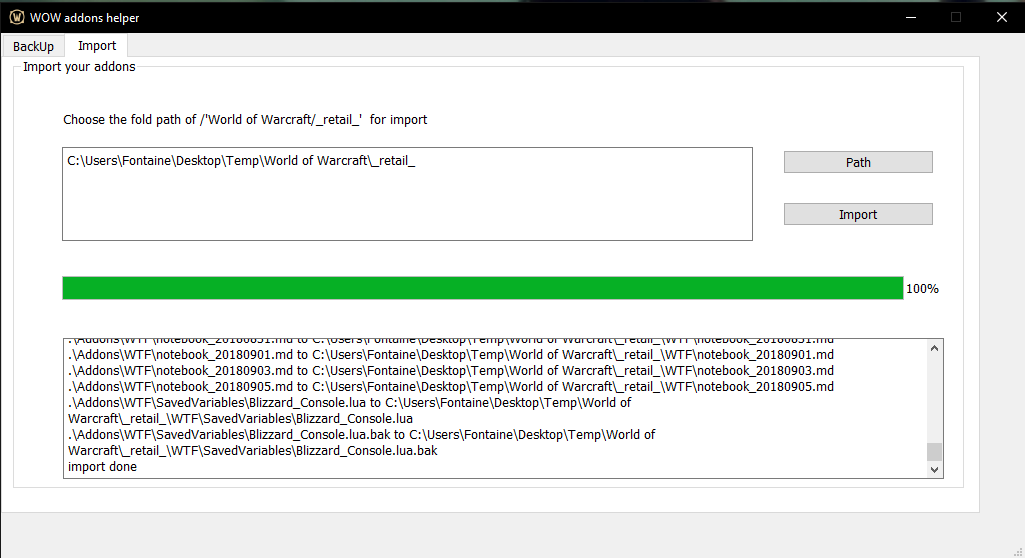 WOW addons helper
BackUp
Import
Import your addons
Choose the fold path of /'World of Warcraft/_retail_'  for import
C:\Users\Fontaine\Desktop\Temp\World of Warcraft\_retail_
Path
Import
100%
.\Addons\WTF\notebook_20180831.md to C:\Users\Fontaine\Desktop\Temp\World of Warcraft\_retail_\WTF\notebook_20180831.md
.\Addons\WTF\notebook_20180901.md to C:\Users\Fontaine\Desktop\Temp\World of Warcraft\_retail_\WTF\notebook_20180901.md
.\Addons\WTF\notebook_20180903.md to C:\Users\Fontaine\Desktop\Temp\World of Warcraft\_retail_\WTF\notebook_20180903.md
.\Addons\WTF\notebook_20180905.md to C:\Users\Fontaine\Desktop\Temp\World of Warcraft\_retail_\WTF\notebook_20180905.md
.\Addons\WTF\SavedVariables\Blizzard_Console.lua to C:\Users\Fontaine\Desktop\Temp\World of
Warcraft\_retail_\WTF\SavedVariables\Blizzard_Console.lua
.\Addons\WTF\SavedVariables\Blizzard_Console.lua.bak to C:\Users\Fontaine\Desktop\Temp\World of
Warcraft\_retail_\WTF\SavedVariables\Blizzard_Console.lua.bak
import done